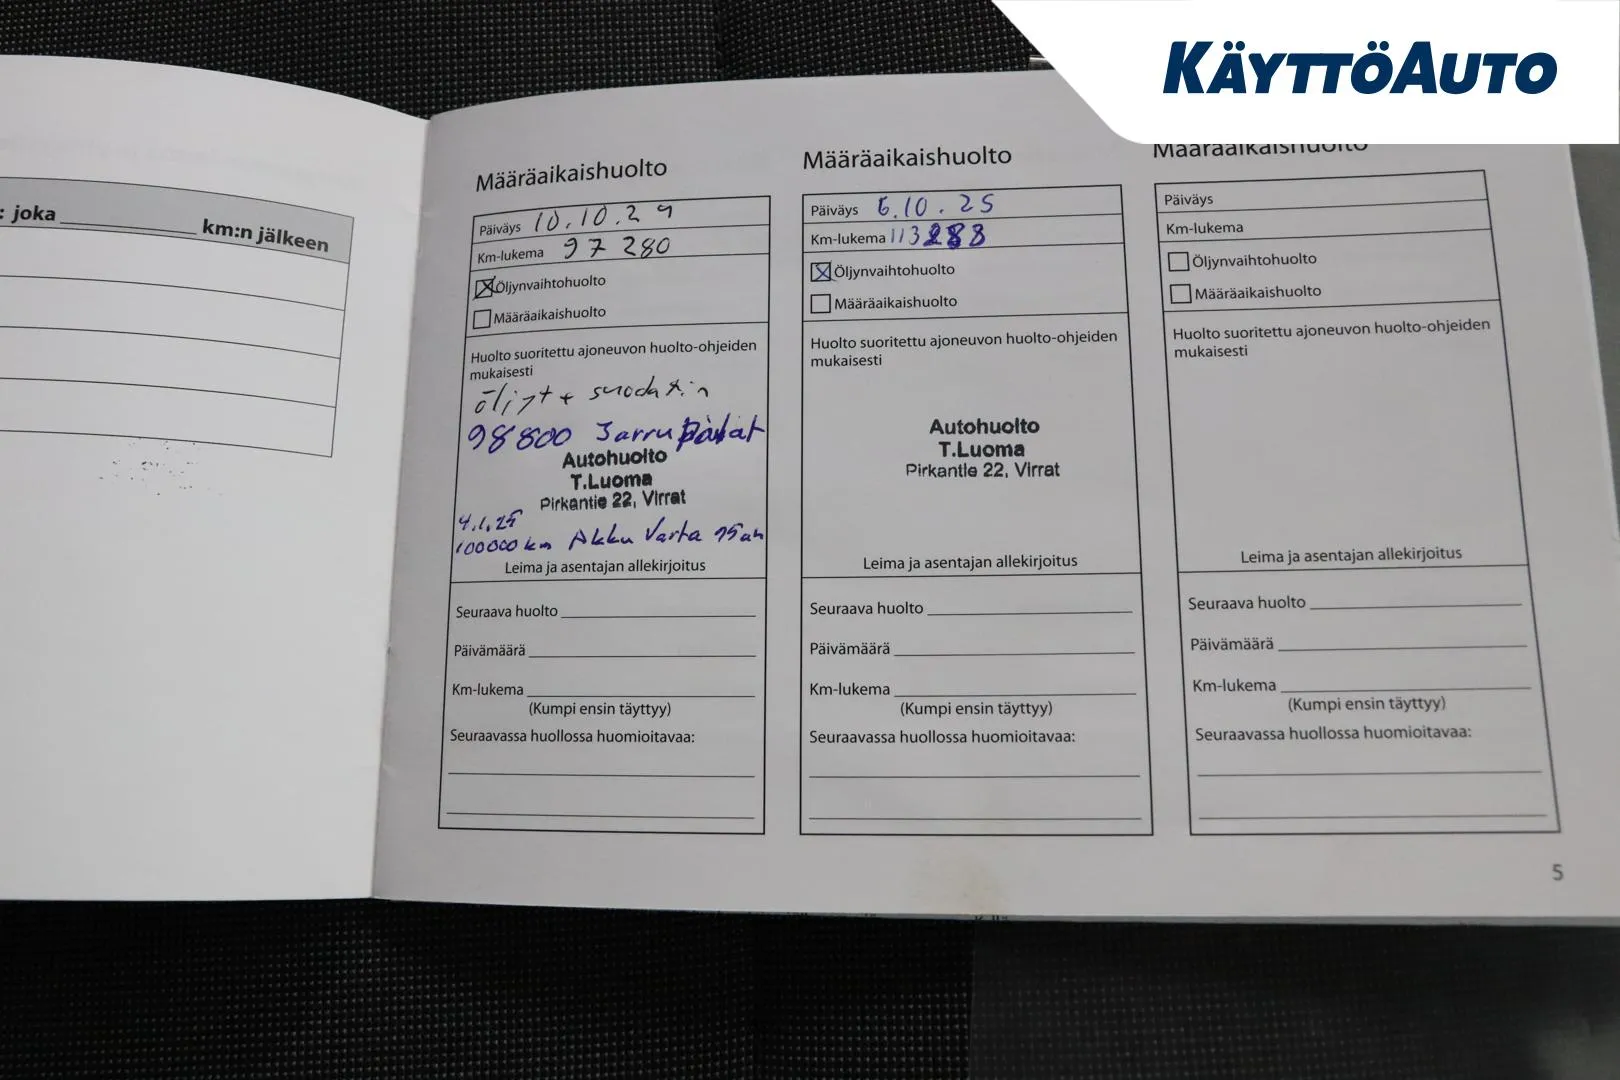 KÄYTTÖAUTO
: joka ________ km:n jälkeen
Määräaikaishuolto
Päiväys 10.10.24
Km-lukema 97 280
Öljynvaihtohuolto
Määräaikaishuolto
Huolto suoritettu ajoneuvon huolto-ohjeiden
mukaisesti
öljyt + suodatin
98800 Jarrupalat
Autohuolto
T.Luoma
Pirkantie 22, Virrat
4.1.25
100000 km Akku Varta 95ah
Leima ja asentajan allekirjoitus
Seuraava huolto
Päivämäärä
Km-lukema
(Kumpi ensin täyttyy)
Seuraavassa huollossa huomioitavaa:
Määräaikaishuolto
Päiväys 6.10.25
Km-lukema 113288
Öljynvaihtohuolto
Määräaikaishuolto
Huolto suoritettu ajoneuvon huolto-ohjeiden
mukaisesti
Autohuolto
T.Luoma
Pirkantie 22, Virrat
Leima ja asentajan allekirjoitus
Seuraava huolto
Päivämäärä
Km-lukema
(Kumpi ensin täyttyy)
Seuraavassa huollossa huomioitavaa:
Määräaikaishuolto
Päiväys
Km-lukema
Öljynvaihtohuolto
Määräaikaishuolto
Huolto suoritettu ajoneuvon huolto-ohjeiden
mukaisesti
Leima ja asentajan allekirjoitus
Seuraava huolto
Päivämäärä
Km-lukema
(Kumpi ensin täyttyy)
Seuraavassa huollossa huomioitavaa:
5